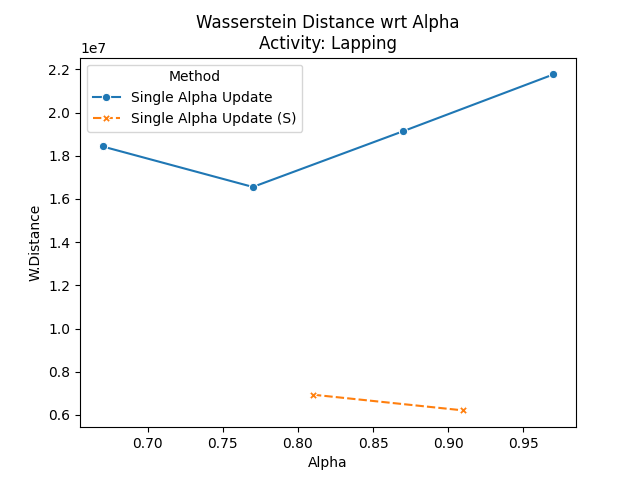 Wasserstein Distance wrt Alpha
Activity: Lapping
1e7
Method
Single Alpha Update
Single Alpha Update (S)
2.2
2.0
1.8
1.6
1.4
1.2
1.0
0.8
0.6
W.Distance
0.70 0.75 0.80 0.85 0.90 0.95
Alpha